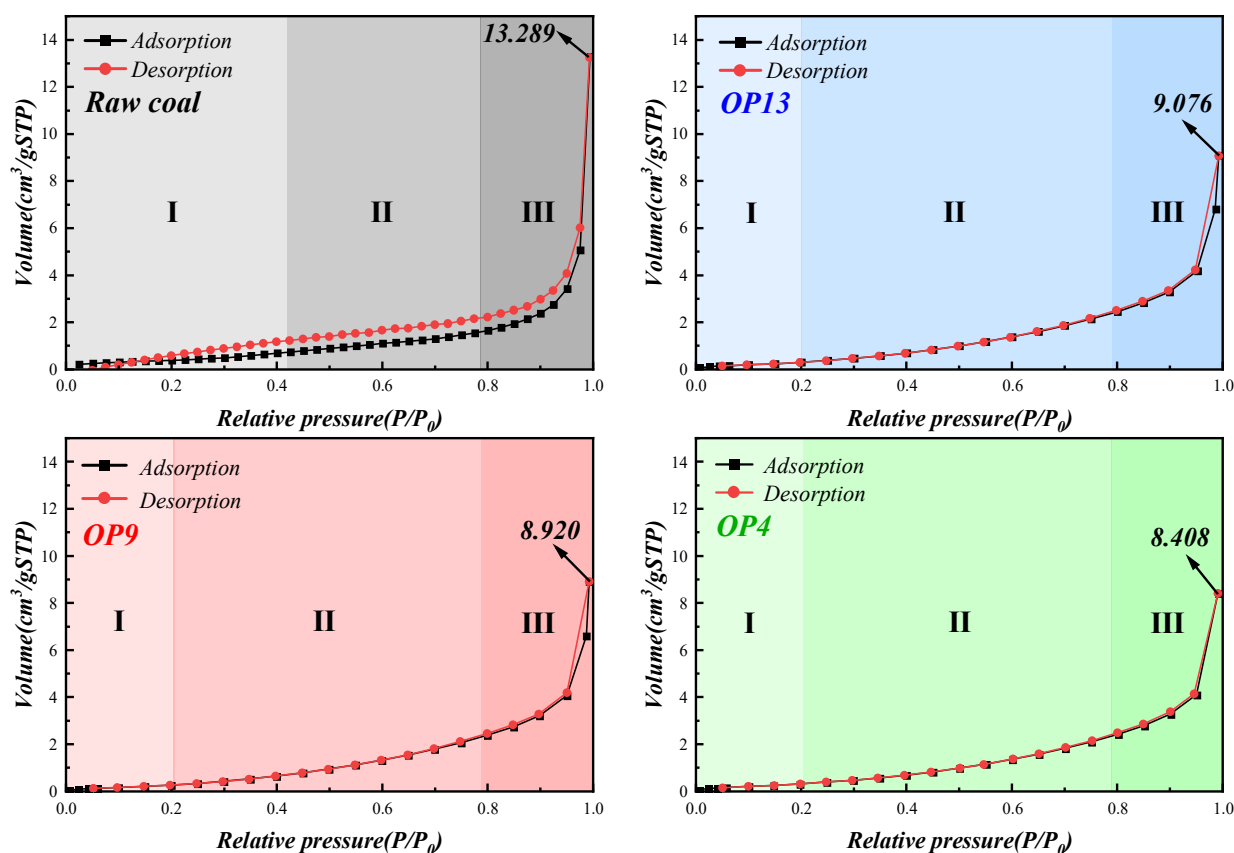 14
12
10
8
6
4
2
0
Volume(cm³/gSTP)
Adsorption
Desorption
Raw coal
13.289
I
II
III
0.0 0.2 0.4 0.6 0.8 1.0
Relative pressure(P/P₀)
14
12
10
8
6
4
2
0
Volume(cm³/gSTP)
Adsorption
Desorption
OP13
9.076
I
II
III
0.0 0.2 0.4 0.6 0.8 1.0
Relative pressure(P/P₀)
14
12
10
8
6
4
2
0
Volume(cm³/gSTP)
Adsorption
Desorption
OP9
8.920
I
II
III
0.0 0.2 0.4 0.6 0.8 1.0
Relative pressure(P/P₀)
14
12
10
8
6
4
2
0
Volume(cm³/gSTP)
Adsorption
Desorption
OP4
8.408
I
II
III
0.0 0.2 0.4 0.6 0.8 1.0
Relative pressure(P/P₀)